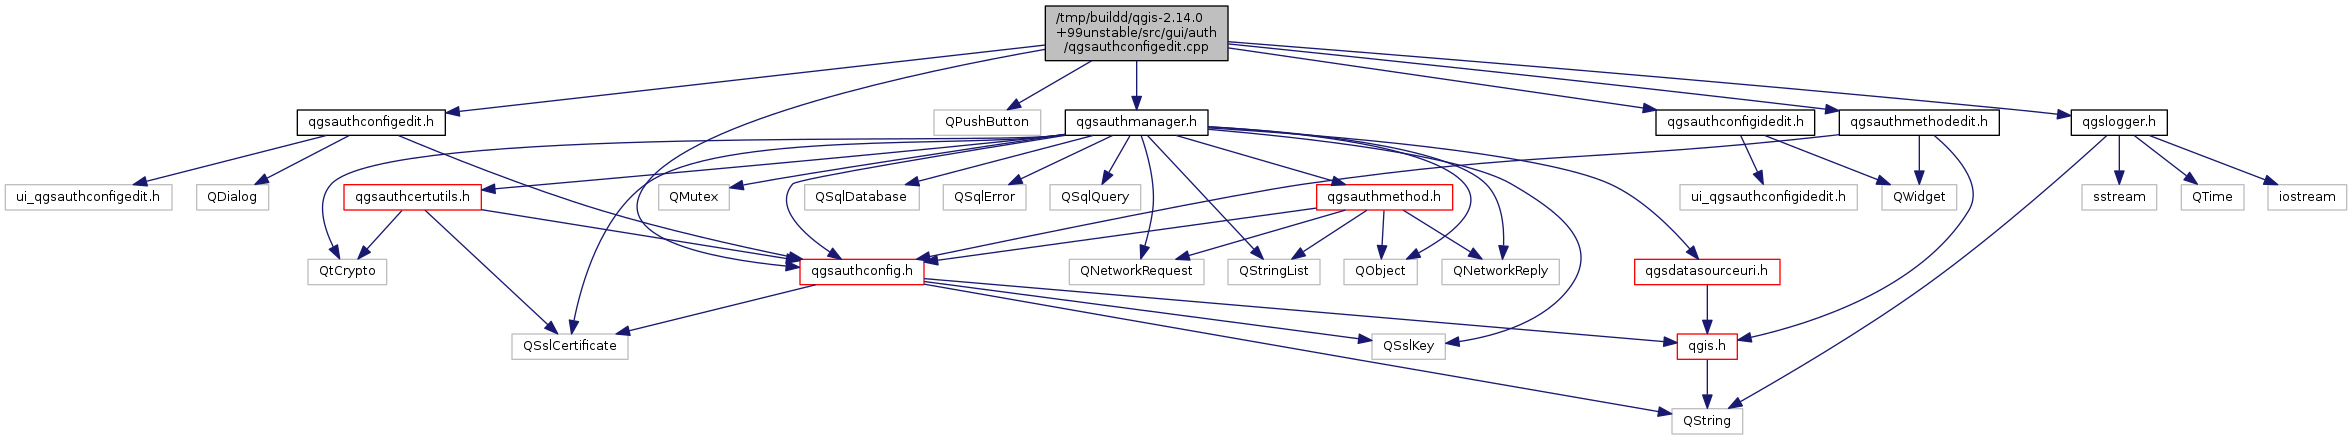 /tmp/buildd/qgis-2.14.0
+99unstable/src/gui/auth
/qgsauthconfigedit.cpp
qgsauthconfigedit.h
QPushButton
qgsauthmanager.h
qgsauthconfigidedit.h
qgsauthmethodedit.h
qgslogger.h
ui_qgsauthconfigedit.h
QDialog
qgsauthcertutils.h
QMutex
QSqlDatabase
QSqlError
QSqlQuery
qgsauthmethod.h
ui_qgsauthconfigidedit.h
QWidget
sstream
QTime
iostream
QtCrypto
qgsauthconfig.h
QNetworkRequest
QStringList
QObject
QNetworkReply
qgsdatasourceuri.h
QSslCertificate
QSslKey
qgis.h
QString